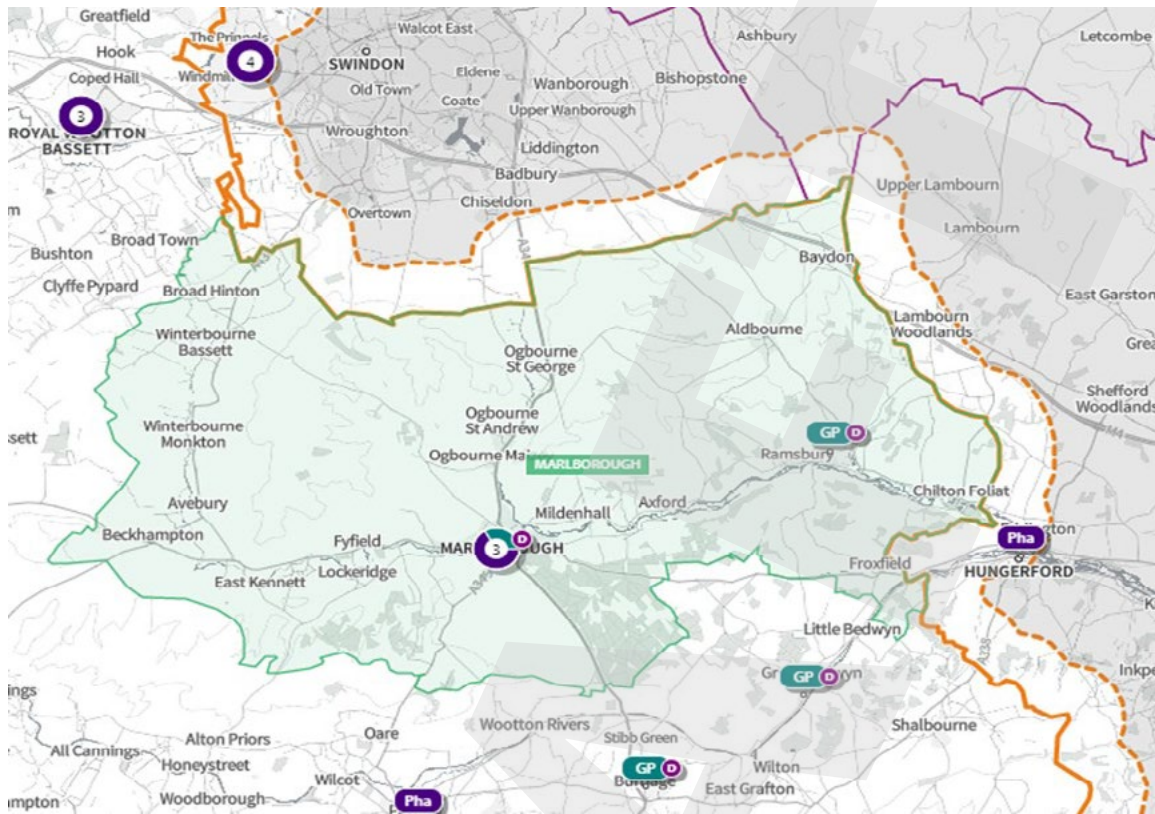 Greatfield
Walcot East
Ashbury
Letcombe
Hook
SWINDON
4
Coped Hall
Old Town
Eldene
Wanborough
Bishopstone
Coate
Upper Wanborough
3
Wroughton
Liddington
BASSETT
Badbury
Upper Lambourn
Overtown
Chiseldon
Lambourn
Broad Town
Bushton
Baydon
Clyffe Pypard
Broad Hinton
East Garston
Lambourn
Woodlands
Aldbourne
Winterbourne
Bassett
Ogbourne
St George
Shefford
Woodlands
M4
Ogbourne
St Andrew
Winterbourne
Monkton
GP D
MARLBOROUGH
Ramsbury
Chilton Foliat
Avebury
Axford
Mildenhall
Beckhampton
Fyfield
3
D
Pha
East Kennett
Lockeridge
Froxfield
HUNGERFORD
Little Bedwyn
A338
GP D
Wootton Rivers
Shalbourne
Oare
Alton Priors
Stibb Green
All Cannings
Honeystreet
GP D
Wilton
Wilcot
East Grafton
Woodborough
Pha